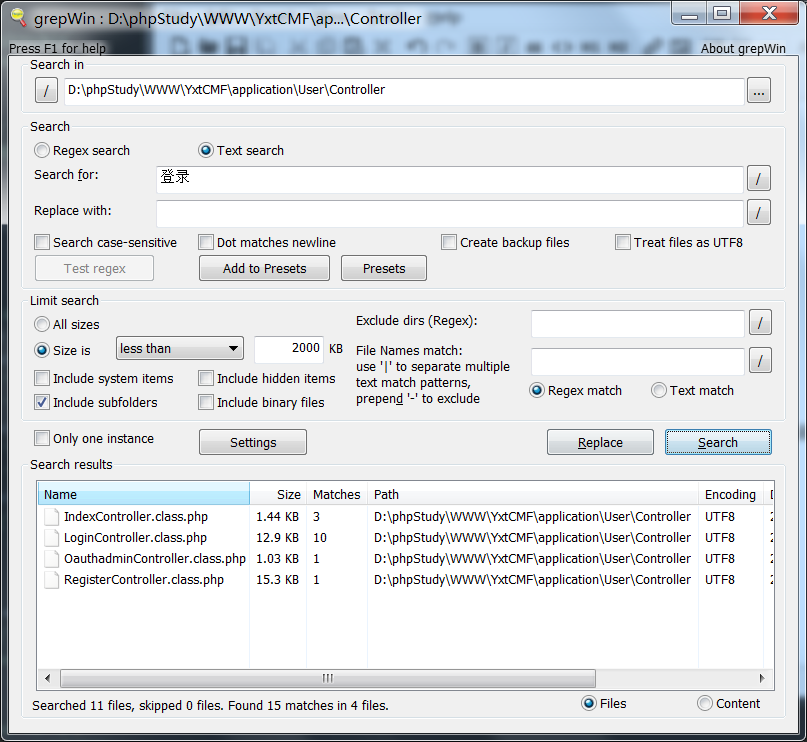 grepWin : D:\phpStudy\WWW\YxtCMF\ap...\Controller
Press F1 for help
About grepWin
Search in
/
D:\phpStudy\WWW\YxtCMF\application\User\Controller
...
Search
Regex search
Text search
Search for:
登录
/
Replace with:
/
Search case-sensitive
Dot matches newline
Create backup files
Treat files as UTF8
Test regex
Add to Presets
Presets
Limit search
All sizes
Size is
less than
2000
KB
Exclude dirs (Regex):
/
File Names match:
use '|' to separate multiple
text match patterns,
prepend '-' to exclude
/
Include system items
Include hidden items
Regex match
Text match
Include subfolders
Include binary files
Only one instance
Settings
Replace
Search
Search results
Name Size Matches Path Encoding
IndexController.class.php 1.44 KB 3 D:\phpStudy\WWW\YxtCMF\application\User\Controller UTF8
LoginController.class.php 12.9 KB 10 D:\phpStudy\WWW\YxtCMF\application\User\Controller UTF8
OauthadminController.class.php 1.03 KB 1 D:\phpStudy\WWW\YxtCMF\application\User\Controller UTF8
RegisterController.class.php 15.3 KB 1 D:\phpStudy\WWW\YxtCMF\application\User\Controller UTF8
Searched 11 files, skipped 0 files. Found 15 matches in 4 files.
Files
Content